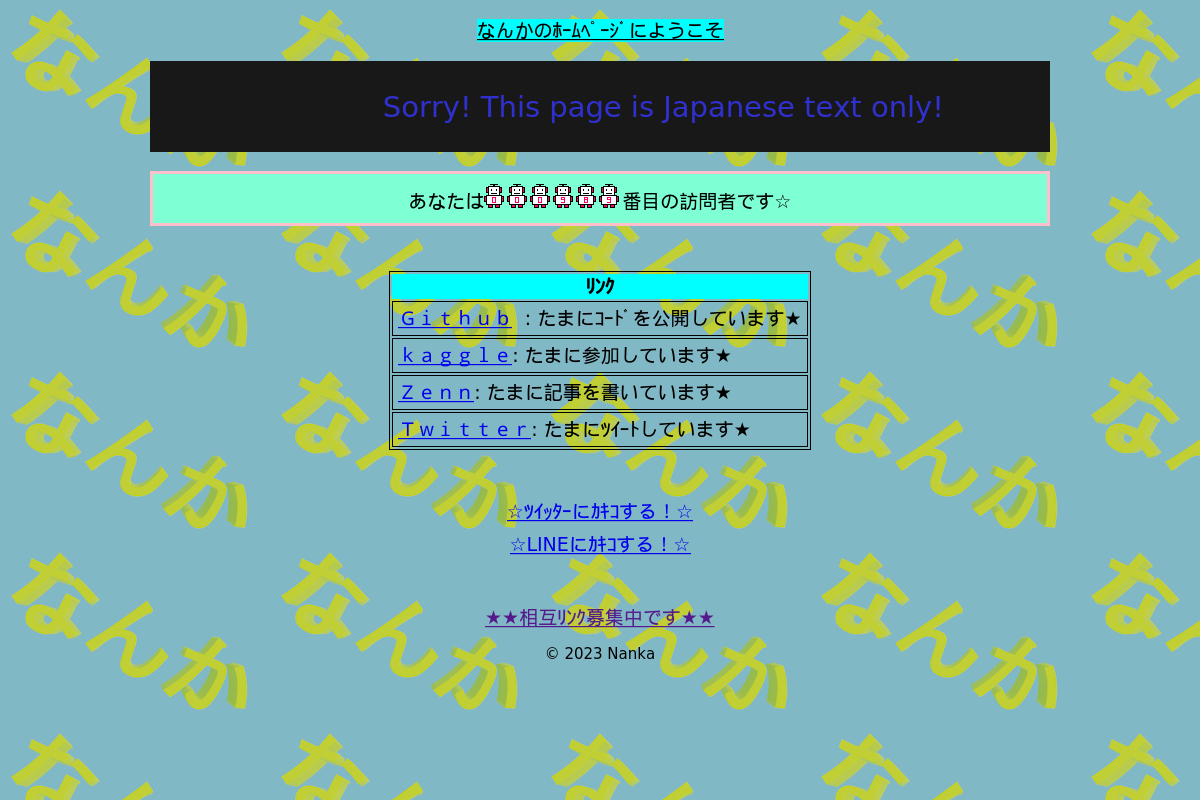 なんかのﾎｰﾑﾍﾟｰｼﾞにようこそ
Sorry! This page is Japanese text only!
あなたは000989番目の訪問者です☆
ﾘﾝｸ
Ｇｉｔｈｕｂ : たまにｺｰﾄﾞを公開しています★
ｋａｇｇｌｅ: たまに参加しています★
Ｚｅｎｎ: たまに記事を書いています★
Ｔｗｉｔｔｅｒ: たまにﾂｲｰﾄしています★
☆ﾂｲｯﾀｰにｶｷｺする！☆
☆LINEにｶｷｺする！☆
★★相互ﾘﾝｸ募集中です★★
© 2023 Nanka
なんか